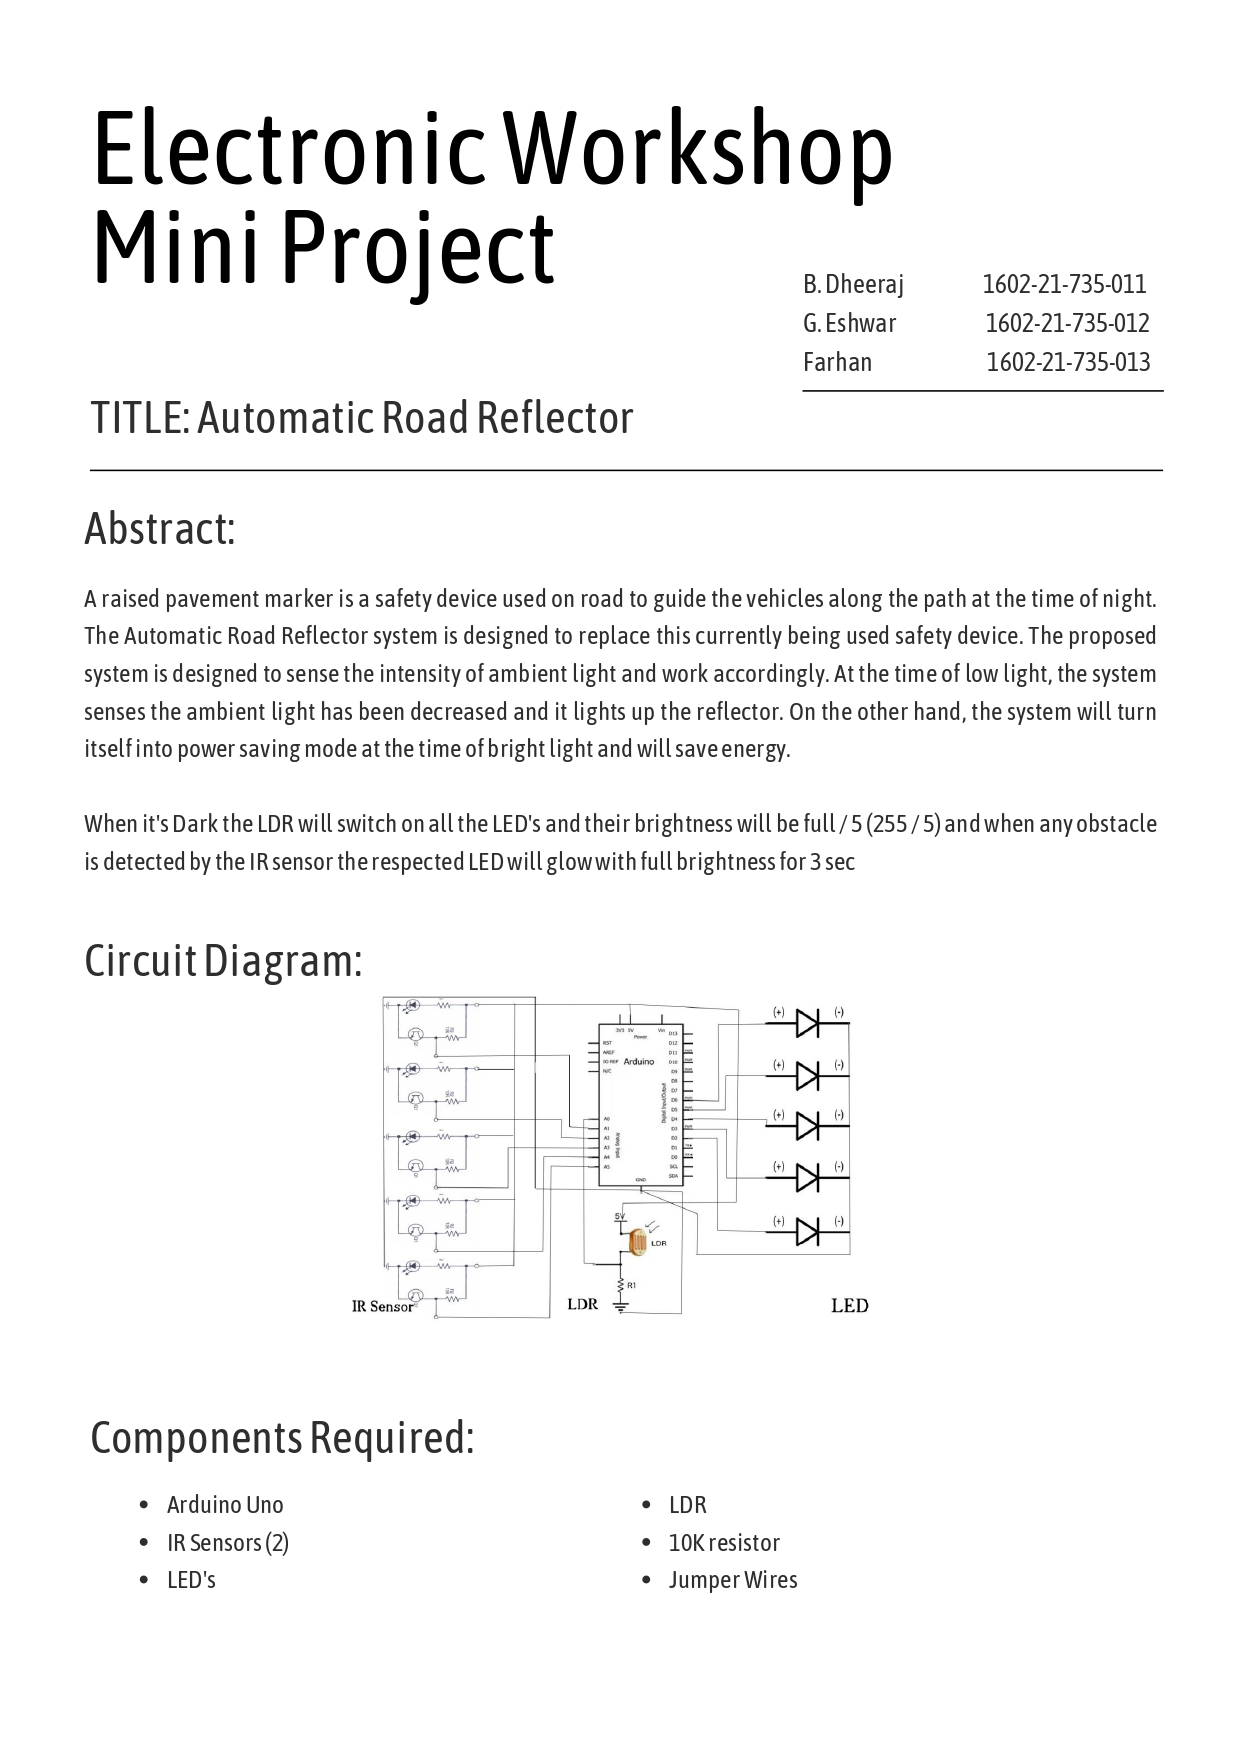 Electronic Workshop
Mini Project
B. Dheeraj 1602-21-735-011
G. Eshwar 1602-21-735-012
Farhan 1602-21-735-013
TITLE: Automatic Road Reflector
Abstract:
A raised pavement marker is a safety device used on road to guide the vehicles along the path at the time of night.
The Automatic Road Reflector system is designed to replace this currently being used safety device. The proposed
system is designed to sense the intensity of ambient light and work accordingly. At the time of low light, the system
senses the ambient light has been decreased and it lights up the reflector. On the other hand, the system will turn
itself into power saving mode at the time of bright light and will save energy.
When it's Dark the LDR will switch on all the LED's and their brightness will be full / 5 (255 / 5) and when any obstacle
is detected by the IR sensor the respected LED will glow with full brightness for 3 sec
Circuit Diagram:
(+) (-)
(+) (-)
(+) (-)
(+) (-)
(+) (-)
3V3 5V Vin
Power
Arduino
RST
AREF
IO REF
N/C
A0
A1
A2
A3
A4
A5
Analog Input
D13
D12
D11
D10
D9
D8
D7
D6
D5
D4
D3
D2
D1
D0
SCL
SDA
Digital Input/Output
GND
5V
LDR
R1
IR Sensor
LDR
LED
Components Required:
• Arduino Uno
• IR Sensors (2)
• LED's
• LDR
• 10K resistor
• Jumper Wires